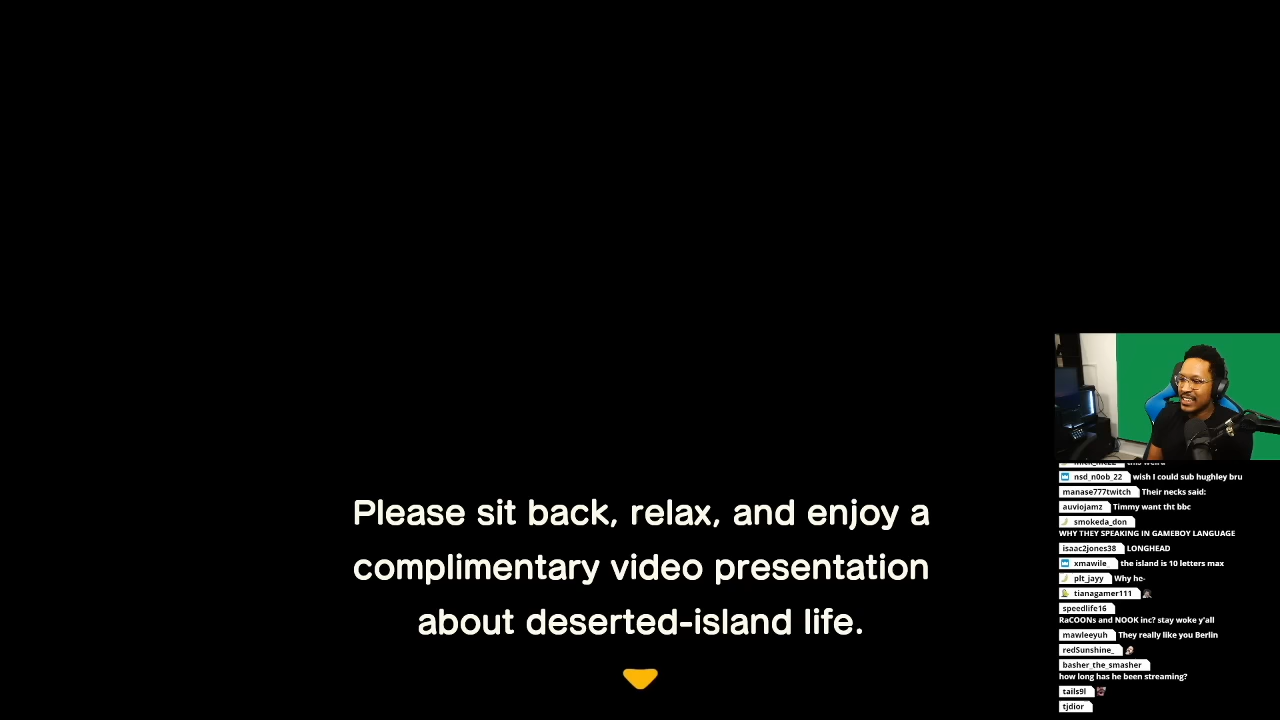 Please sit back, relax, and enjoy a
complimentary video presentation
about deserted-island life.
nsd_n0ob_22 wish I could sub hughley bru
manase777twitch Their necks said:
auviojamz Timmy want tht bbc
smokeda_don
WHY THEY SPEAKING IN GAMEBOY LANGUAGE
isaac2jones38 LONGHEAD
xmawile_ the island is 10 letters max
plt_jayy Why he-
tianagamer111
speedlife16
RaCOONs and NOOK inc? stay woke y'all
mawleeyuh They really like you Berlin
redSunshine_
basher_the_smasher
how long has he been streaming?
tails9l
tjdior